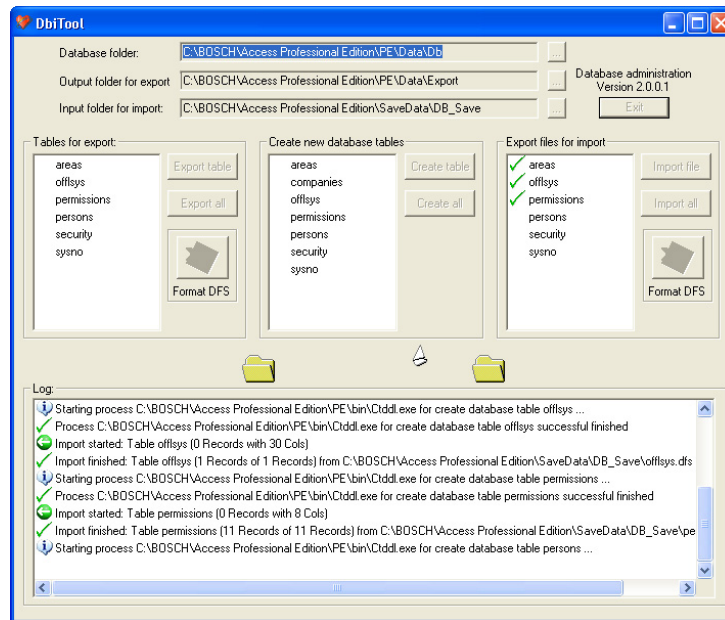 DbiTool
Database folder: C:\BOSCH\Access Professional Edition\PE\Data\Db ...
Output folder for export C:\BOSCH\Access Professional Edition\PE\Data\Export ...
Input folder for import: C:\BOSCH\Access Professional Edition\SaveData\DB_Save ...
Database administration
Version 2.0.0.1
Exit
Tables for export:
areas
offlsys
permissions
persons
security
sysno
Export table
Export all
Format DFS
Create new database tables
areas
companies
offlsys
permissions
persons
security
sysno
Create table
Create all
Export files for import
areas
offlsys
permissions
persons
security
sysno
Import file
Import all
Format DFS
Log:
Starting process C:\BOSCH\Access Professional Edition\PE\bin\Ctddl.exe for create database table offlsys ...
Process C:\BOSCH\Access Professional Edition\PE\bin\Ctddl.exe for create database table offlsys successful finished
Import started: Table offlsys (0 Records with 30 Cols)
Import finished: Table offlsys (1 Records of 1 Records) from C:\BOSCH\Access Professional Edition\SaveData\DB_Save\offlsys.dfs
Starting process C:\BOSCH\Access Professional Edition\PE\bin\Ctddl.exe for create database table permissions ...
Process C:\BOSCH\Access Professional Edition\PE\bin\Ctddl.exe for create database table permissions successful finished
Import started: Table permissions (0 Records with 8 Cols)
Import finished: Table permissions (11 Records of 11 Records) from C:\BOSCH\Access Professional Edition\SaveData\DB_Save\pe
Starting process C:\BOSCH\Access Professional Edition\PE\bin\Ctddl.exe for create database table persons ...